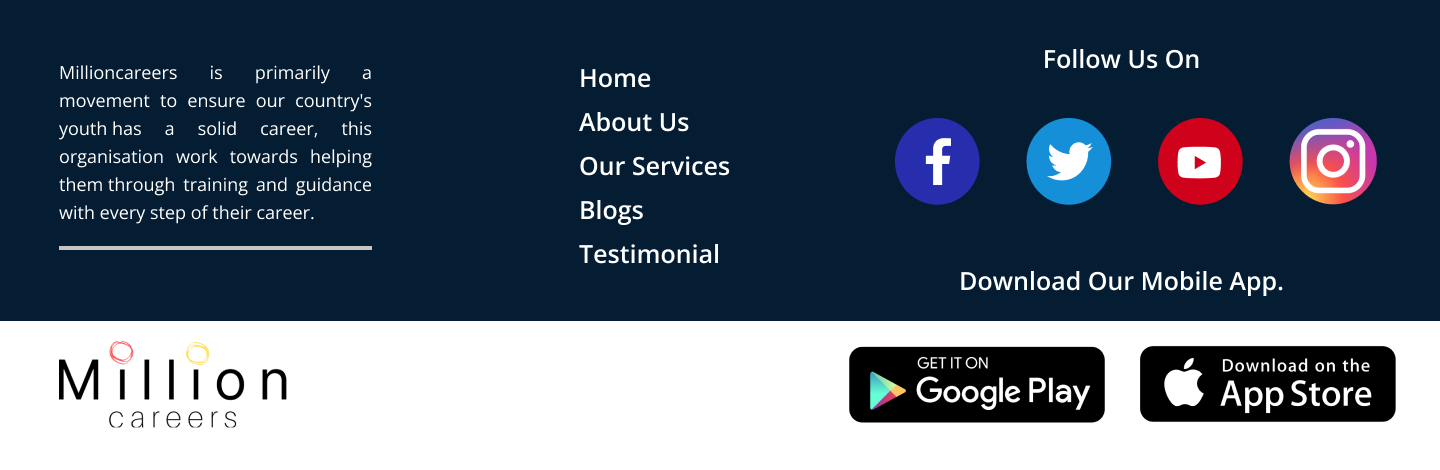 Millioncareers is primarily a
movement to ensure our country's
youth has a solid career, this
organisation work towards helping
them through training and guidance
with every step of their career.
Home
About Us
Our Services
Blogs
Testimonial
Follow Us On
Download Our Mobile App.
Million
careers
GET IT ON
Google Play
Download on the
App Store